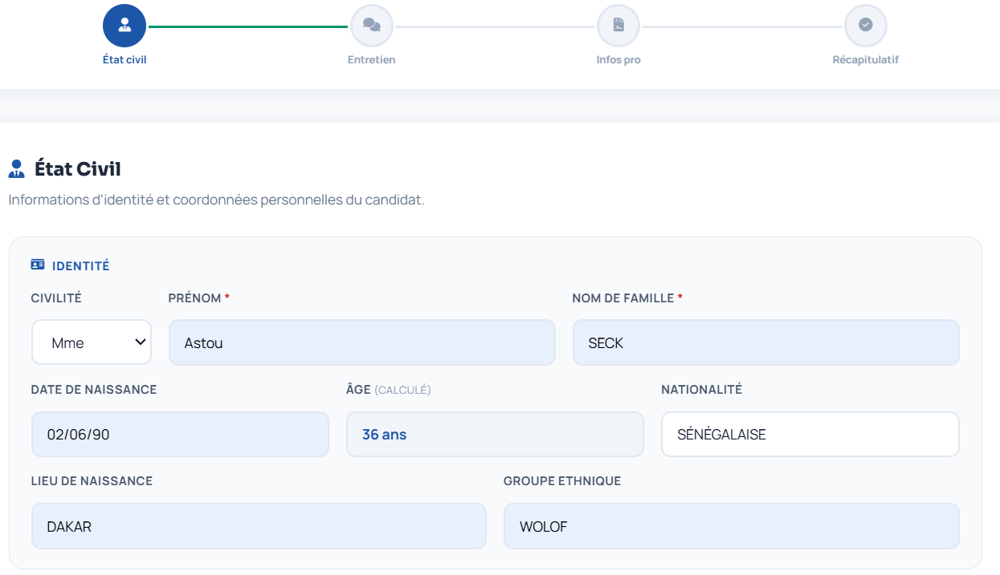 État civil
Entretien
Infos pro
Récapitulatif
État Civil
Informations d'identité et coordonnées personnelles du candidat.
IDENTITÉ
CIVILITÉ
PRÉNOM *
NOM DE FAMILLE *
Mme
Astou
SECK
DATE DE NAISSANCE
ÂGE (CALCULÉ)
NATIONALITÉ
02/06/90
36 ans
SÉNÉGALAISE
LIEU DE NAISSANCE
GROUPE ETHNIQUE
DAKAR
WOLOF